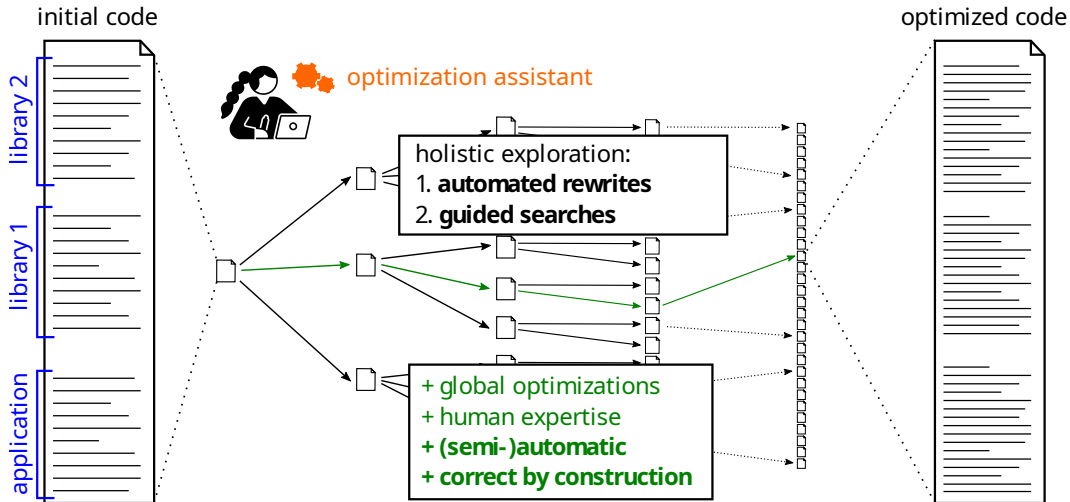 initial code
optimized code
optimization assistant
library 2
library 1
application
holistic exploration:
1. automated rewrites
2. guided searches
+ global optimizations
+ human expertise
+ (semi-)automatic
+ correct by construction